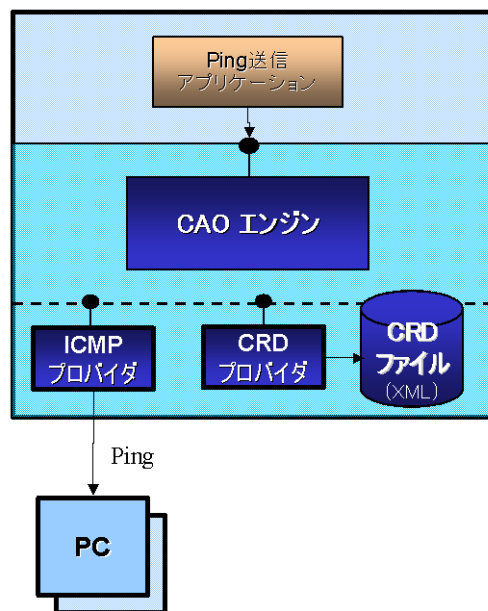 Ping送信
アプリケーション
CAO エンジン
ICMP
プロバイダ
CRD
プロバイダ
CRD
ファイル
(XML)
Ping
PC